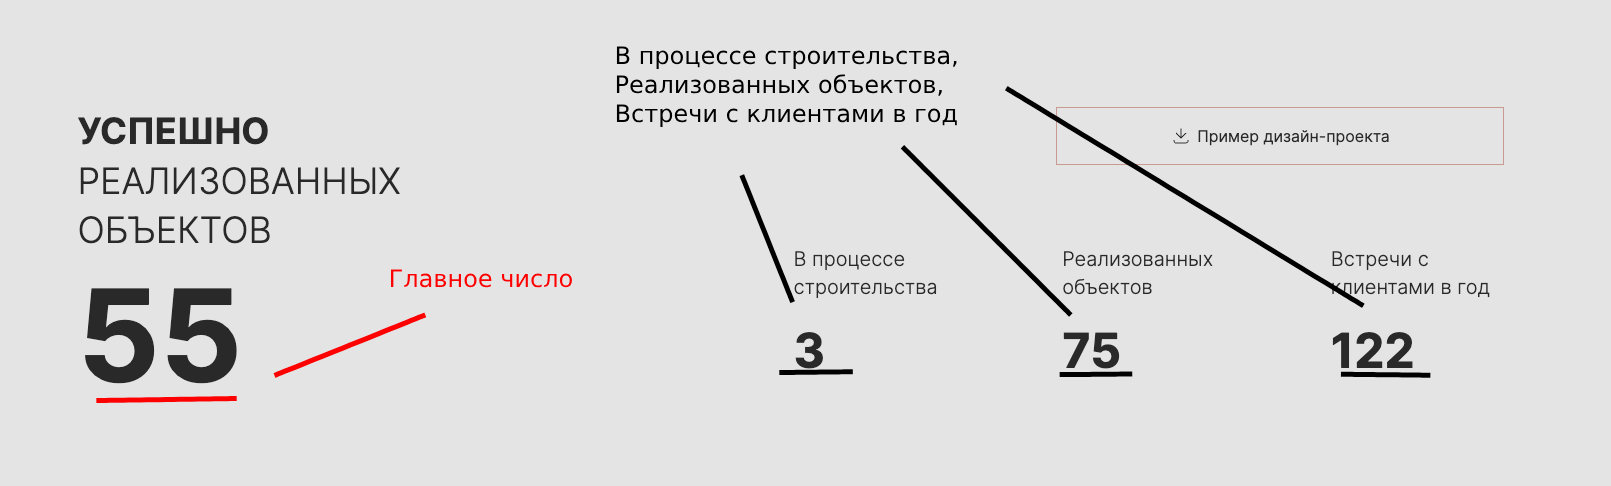 В процессе строительства,
Реализованных объектов,
Встречи с клиентами в год
УСПЕШНО
РЕАЛИЗОВАННЫХ
ОБЪЕКТОВ
Главное число
55
Пример дизайн-проекта
В процессе
строительства
3
Реализованных
объектов
75
Встречи с
клиентами в год
122